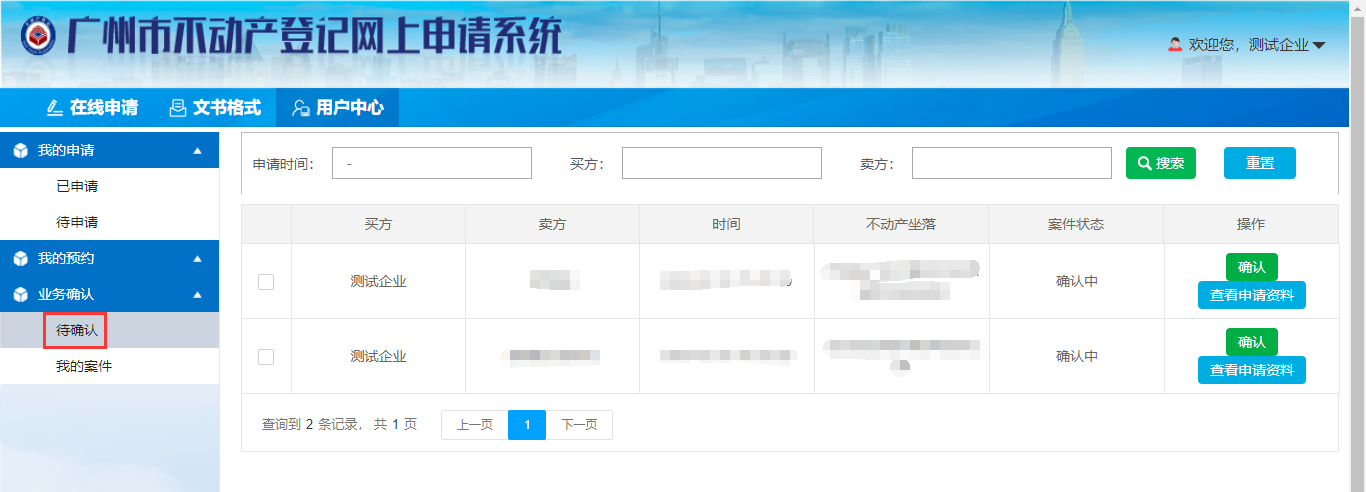 广州市不动产登记网上申请系统
欢迎您，测试企业
在线申请 文书格式 用户中心
我的申请
已申请
待申请
我的预约
业务确认
待确认
我的案件
申请时间： - 买方： 卖方： 搜索 重置
买方 卖方 时间 不动产坐落 案件状态 操作
测试企业 确认中 确认
查看申请资料
测试企业 确认中 确认
查看申请资料
查询到 2 条记录， 共 1 页 上一页 1 下一页